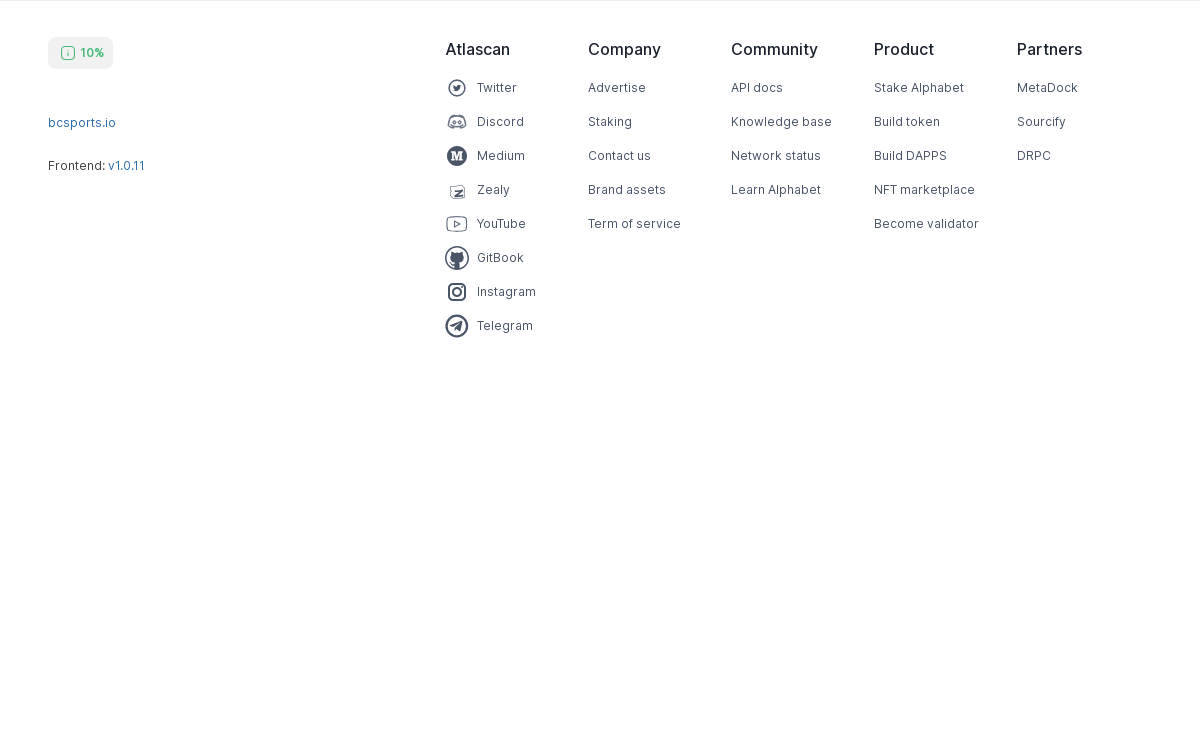 10%
bcsports.io
Frontend: v1.0.11
Atlascan
Twitter
Discord
Medium
Zealy
YouTube
GitBook
Instagram
Telegram
Company
Advertise
Staking
Contact us
Brand assets
Term of service
Community
API docs
Knowledge base
Network status
Learn Alphabet
Product
Stake Alphabet
Build token
Build DAPPS
NFT marketplace
Become validator
Partners
MetaDock
Sourcify
DRPC